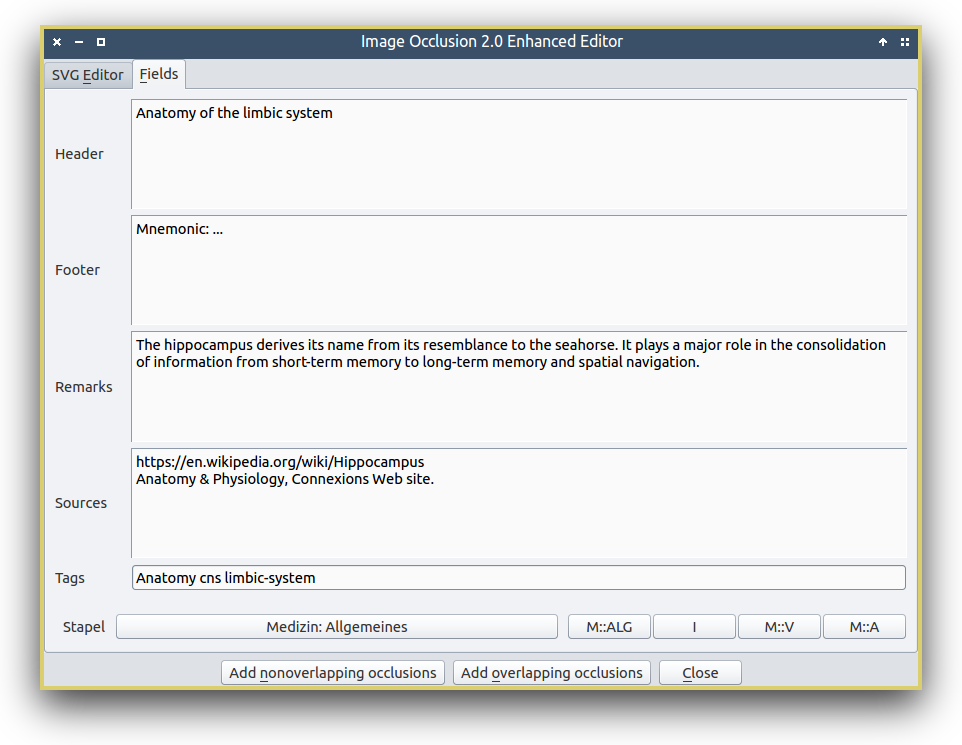 Image Occlusion 2.0 Enhanced Editor
SVG Editor
Fields
Header
Anatomy of the limbic system
Footer
Mnemonic: ...
Remarks
The hippocampus derives its name from its resemblance to the seahorse. It plays a major role in the consolidation
of information from short-term memory to long-term memory and spatial navigation.
Sources
https://en.wikipedia.org/wiki/Hippocampus
Anatomy & Physiology, Connexions Web site.
Tags
Anatomy cns limbic-system
Stapel
Medizin: Allgemeines
M::ALG
I
M::V
M::A
Add nonoverlapping occlusions
Add overlapping occlusions
Close